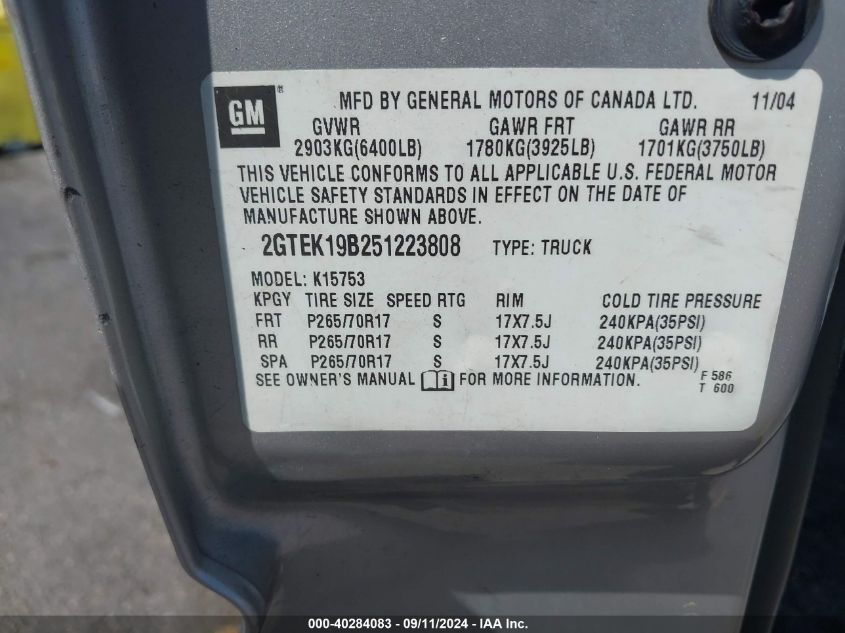 GM ® MFD BY GENERAL MOTORS OF CANADA LTD. 11/04
GVWR GAWR FRT GAWR RR
2903KG(6400LB) 1780KG(3925LB) 1701KG(3750LB)
THIS VEHICLE CONFORMS TO ALL APPLICABLE U.S. FEDERAL MOTOR
VEHICLE SAFETY STANDARDS IN EFFECT ON THE DATE OF
MANUFACTURE SHOWN ABOVE.
2GTEK19B251223808 TYPE: TRUCK
MODEL: K15753
KPGY TIRE SIZE SPEED RTG RIM COLD TIRE PRESSURE
FRT P265/70R17 S 17X7.5J 240KPA(35PSI)
RR P265/70R17 S 17X7.5J 240KPA(35PSI)
SPA P265/70R17 S 17X7.5J 240KPA(35PSI)
SEE OWNER'S MANUAL i FOR MORE INFORMATION. F 586
T 600
000-40284083 - 09/11/2024 - IAA Inc.